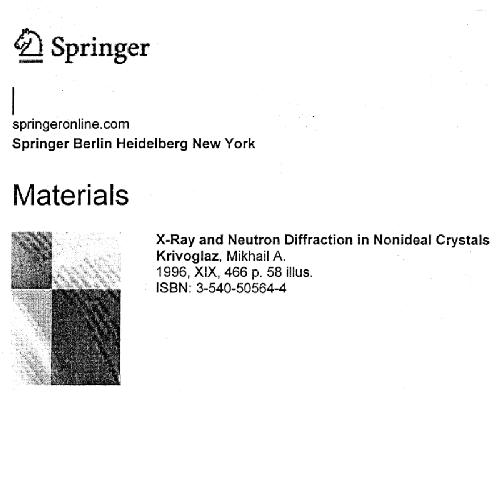 Springer
springeronline.com
Springer Berlin Heidelberg New York
Materials
X-Ray and Neutron Diffraction in Nonideal Crystals
Krivoglaz, Mikhail A.
1996, XIX, 466 p. 58 illus.
ISBN: 3-540-50564-4